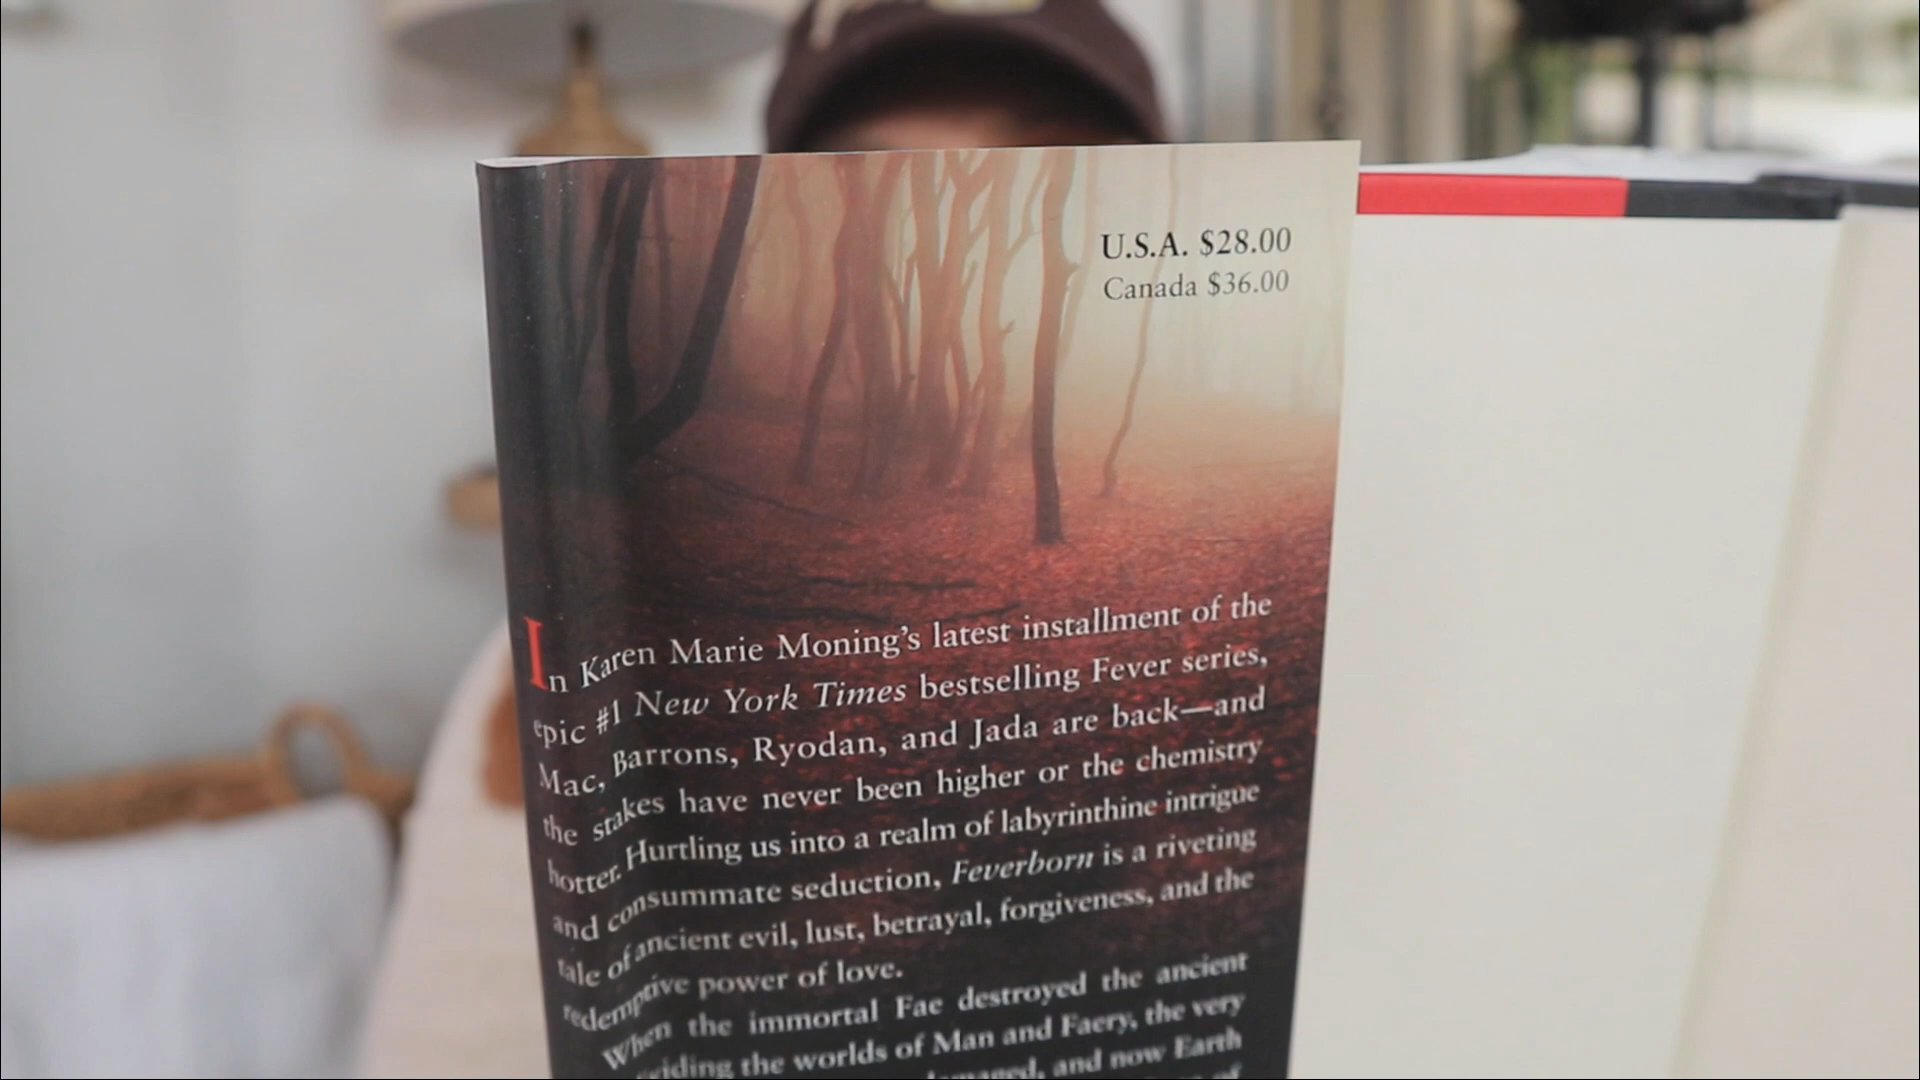 U.S.A. $28.00
Canada $36.00
In Karen Marie Moning's latest installment of the
epic #1 New York Times bestselling Fever series,
Mac, Barrons, Ryodan, and Jada are back—and
the stakes have never been higher or the chemistry
hotter. Hurtling us into a realm of labyrinthine intrigue
and consummate seduction, Feverborn is a riveting
tale of ancient evil, lust, betrayal, forgiveness, and the
redemptive power of love.
When the immortal Fae destroyed the ancient
the worlds of Man and Faery, the very
and now Earth
of